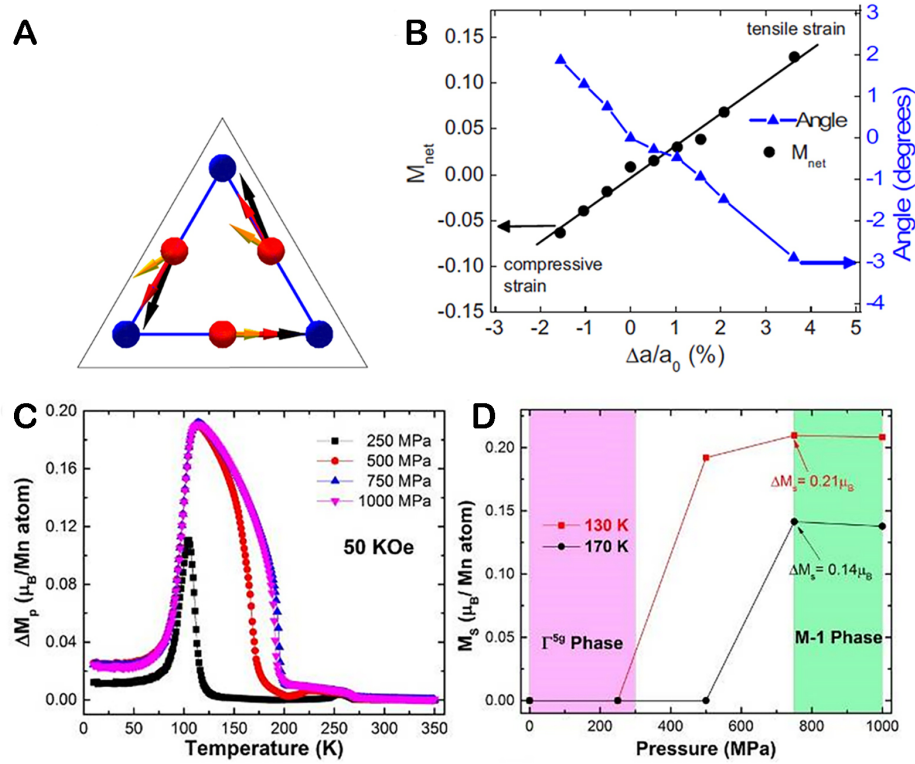 A
B
tensile strain
M_net
0.15
0.10
0.05
0.00
-0.05
-0.10
-0.15
3
2
1
0
-1
-2
-3
-4
Angle (degrees)
Angle
M_net
compressive
strain
-3 -2 -1 0 1 2 3 4 5
Δa/a₀ (%)
C
ΔM_P (μ_B/Mn atom)
0.20
0.16
0.12
0.08
0.04
0.00
250 MPa
500 MPa
750 MPa
1000 MPa
50 KOe
0 50 100 150 200 250 300 350
Temperature (K)
D
M_S (μ_B/ Mn atom)
0.20
0.15
0.10
0.05
0.00
ΔM_s= 0.21μ_B
130 K
170 K
ΔM_s= 0.14μ_B
Γ⁵ᵍ Phase
M-1 Phase
0 200 400 600 800 1000
Pressure (MPa)